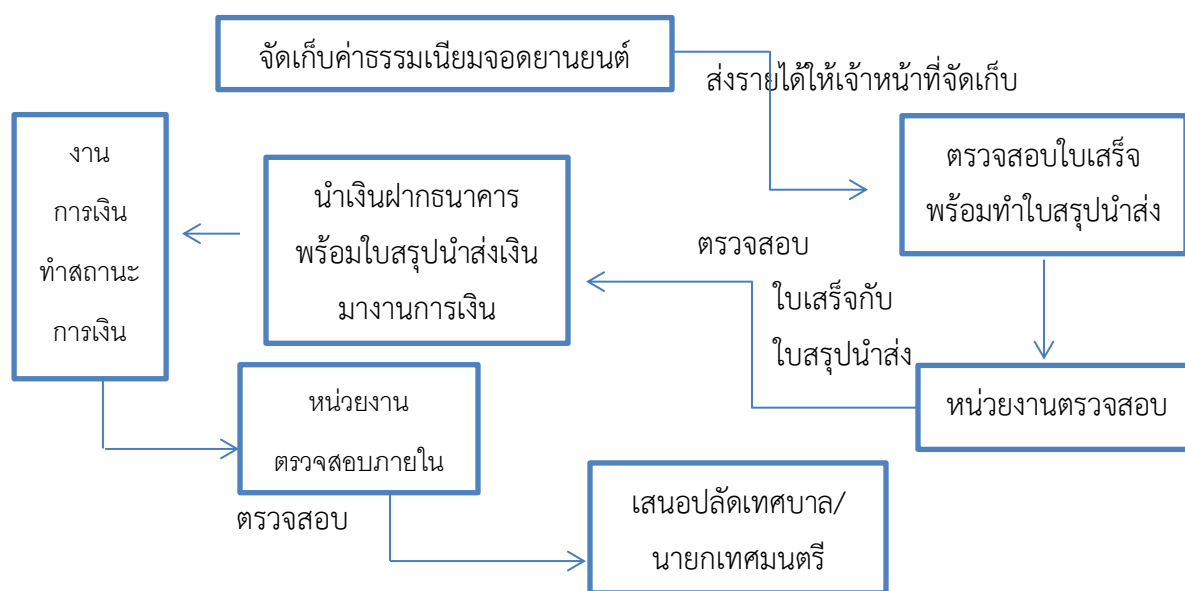 จัดเก็บค่าธรรมเนียมจอดยานยนต์
ส่งรายได้ให้เจ้าหน้าที่จัดเก็บ
ตรวจสอบใบเสร็จ
พร้อมทำใบสรุปนำส่ง
หน่วยงานตรวจสอบ
ตรวจสอบ
ใบเสร็จกับ
ใบสรุปนำส่ง
นำเงินฝากธนาคาร
พร้อมใบสรุปนำส่งเงิน
มางานการเงิน
งาน
การเงิน
ทำสถานะ
การเงิน
หน่วยงาน
ตรวจสอบภายใน
ตรวจสอบ
เสนอปลัดเทศบาล/
นายกเทศมนตรี